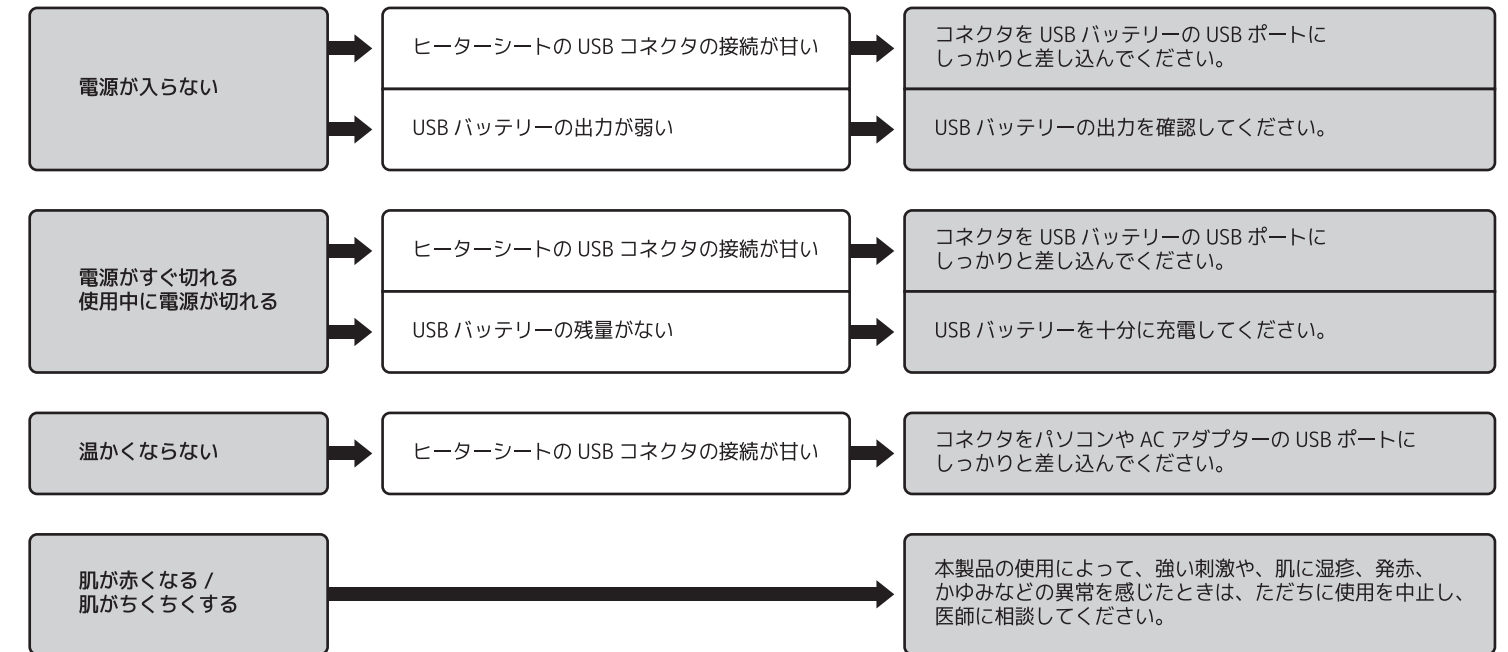 電源が入らない
ヒーターシートの USB コネクタの接続が甘い
コネクタを USB バッテリーの USB ポートに
しっかりと差し込んでください。
USB バッテリーの出力が弱い
USB バッテリーの出力を確認してください。
電源がすぐ切れる
使用中に電源が切れる
ヒーターシートの USB コネクタの接続が甘い
コネクタを USB バッテリーの USB ポートに
しっかりと差し込んでください。
USB バッテリーの残量がない
USB バッテリーを十分に充電してください。
温かくならない
ヒーターシートの USB コネクタの接続が甘い
コネクタをパソコンや AC アダプターの USB ポートに
しっかりと差し込んでください。
肌が赤くなる /
肌がちくちくする
本製品の使用によって、強い刺激や、肌に湿疹、発赤、
かゆみなどの異常を感じたときは、ただちに使用を中止し、
医師に相談してください。